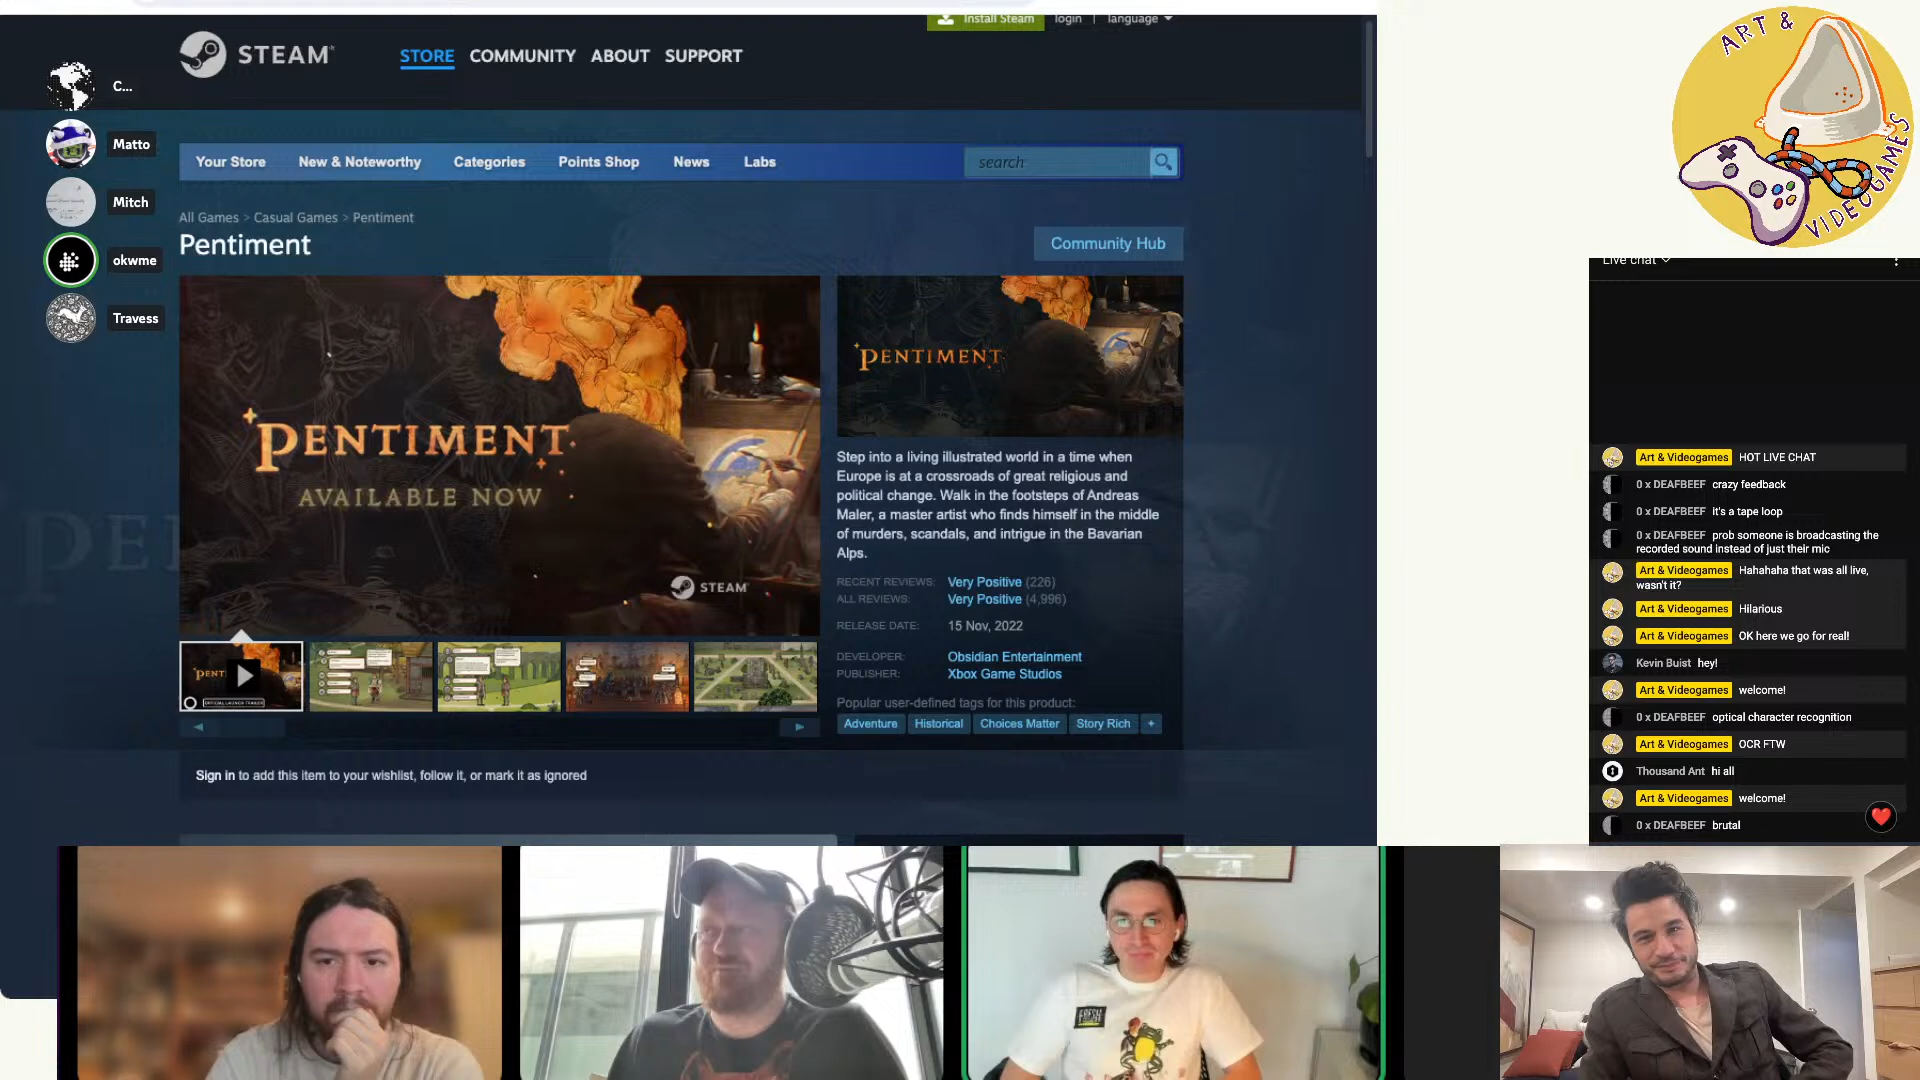 Install Steam login | language
STEAM
STORE COMMUNITY ABOUT SUPPORT
C...
Matto
Mitch
okwme
Travess
Your Store New & Noteworthy Categories Points Shop News Labs
search
All Games > Casual Games > Pentiment
Pentiment
Community Hub
PENTIMENT
AVAILABLE NOW
STEAM
PENTIMENT
Step into a living illustrated world in a time when
Europe is at a crossroads of great religious and
political change. Walk in the footsteps of Andreas
Maler, a master artist who finds himself in the middle
of murders, scandals, and intrigue in the Bavarian
Alps.
RECENT REVIEWS: Very Positive (226)
ALL REVIEWS: Very Positive (4,996)
RELEASE DATE: 15 Nov, 2022
DEVELOPER: Obsidian Entertainment
PUBLISHER: Xbox Game Studios
Popular user-defined tags for this product:
Adventure Historical Choices Matter Story Rich +
Sign in to add this item to your wishlist, follow it, or mark it as ignored
ART &
VIDEOGAMES
Live chat
Art & Videogames HOT LIVE CHAT
0 x DEAFBEEF crazy feedback
0 x DEAFBEEF it's a tape loop
0 x DEAFBEEF prob someone is broadcasting the
recorded sound instead of just their mic
Art & Videogames Hahahaha that was all live,
wasn't it?
Art & Videogames Hilarious
Art & Videogames OK here we go for real!
Kevin Buist hey!
Art & Videogames welcome!
0 x DEAFBEEF optical character recognition
Art & Videogames OCR FTW
Thousand Ant hi all
Art & Videogames welcome!
0 x DEAFBEEF brutal
FRESH